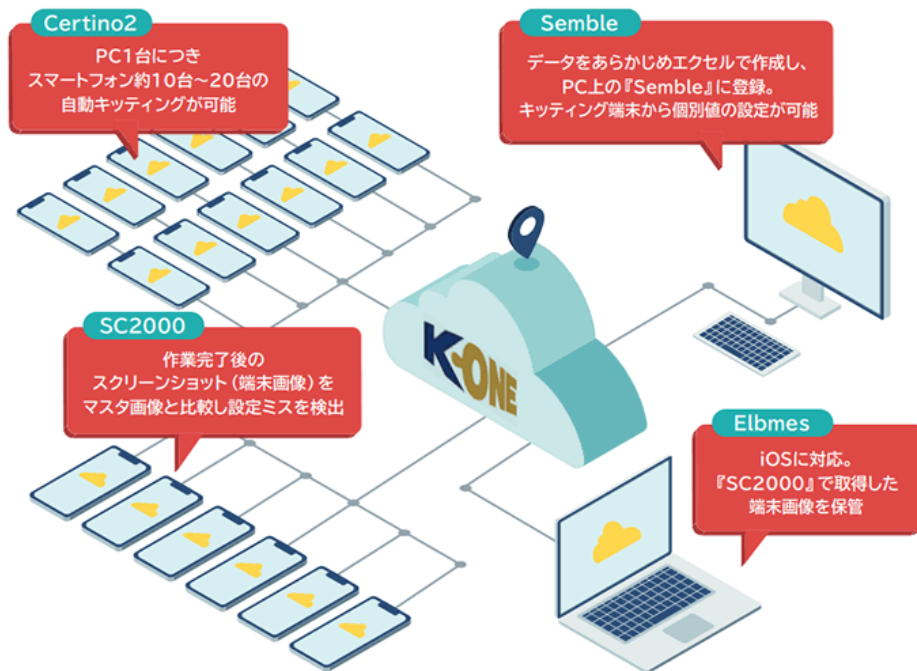 Certino2
PC1台につき
スマートフォン約10台～20台の
自動キッティングが可能
Semble
データをあらかじめエクセルで作成し、
PC上の『Semble』に登録。
キッティング端末から個別値の設定が可能
K-ONE
SC2000
作業完了後の
スクリーンショット（端末画像）を
マスタ画像と比較し設定ミスを検出
Elbmes
iOSに対応。
『SC2000』で取得した
端末画像を保管